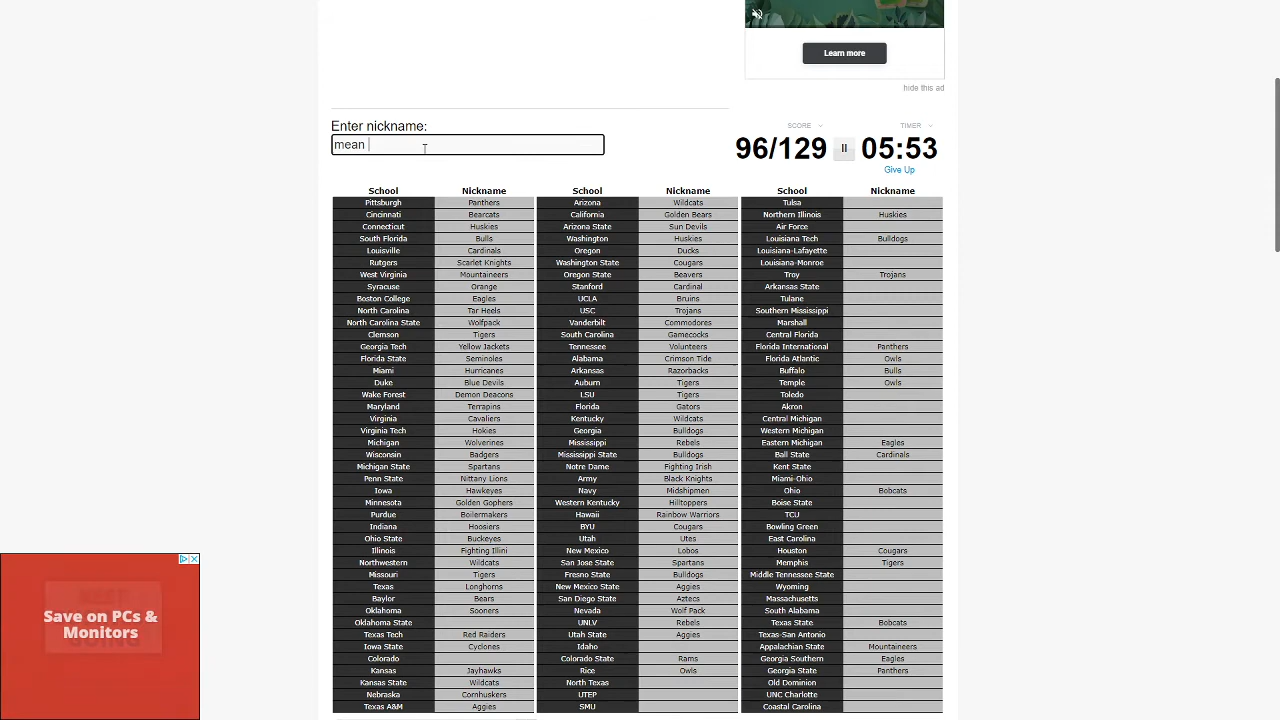 Learn more
hide this ad
Enter nickname:
SCORE TIMER
mean
96/129 05:53
Give Up
School Nickname School Nickname School Nickname
Pittsburgh Panthers Arizona Wildcats Tulsa
Cincinnati Bearcats California Golden Bears Northern Illinois Huskies
Connecticut Huskies Arizona State Sun Devils Air Force
South Florida Bulls Washington Huskies Louisiana Tech Bulldogs
Louisville Cardinals Oregon Ducks Louisiana-Lafayette
Rutgers Scarlet Knights Washington State Cougars Louisiana-Monroe
West Virginia Mountaineers Oregon State Beavers Troy Trojans
Syracuse Orange Stanford Cardinal Arkansas State
Boston College Eagles UCLA Bruins Tulane
North Carolina Tar Heels USC Trojans Southern Mississippi
North Carolina State Wolfpack Vanderbilt Commodores Marshall
Clemson Tigers South Carolina Gamecocks Central Florida
Georgia Tech Yellow Jackets Tennessee Volunteers Florida International Panthers
Florida State Seminoles Alabama Crimson Tide Florida Atlantic Owls
Miami Hurricanes Arkansas Razorbacks Buffalo Bulls
Duke Blue Devils Auburn Tigers Temple Owls
Wake Forest Demon Deacons LSU Tigers Toledo
Maryland Terrapins Florida Gators Akron
Virginia Cavaliers Kentucky Wildcats Central Michigan
Virginia Tech Hokies Georgia Bulldogs Western Michigan
Michigan Wolverines Mississippi Rebels Eastern Michigan Eagles
Wisconsin Badgers Mississippi State Bulldogs Ball State Cardinals
Michigan State Spartans Notre Dame Fighting Irish Kent State
Penn State Nittany Lions Army Black Knights Miami-Ohio
Iowa Hawkeyes Navy Midshipmen Ohio Bobcats
Minnesota Golden Gophers Western Kentucky Hilltoppers Boise State
Purdue Boilermakers Hawaii Rainbow Warriors TCU
Indiana Hoosiers BYU Cougars Bowling Green
Ohio State Buckeyes Utah Utes East Carolina
Illinois Fighting Illini New Mexico Lobos Houston Cougars
Northwestern Wildcats San Jose State Spartans Memphis Tigers
Missouri Tigers Fresno State Bulldogs Middle Tennessee State
Texas Longhorns New Mexico State Aggies Wyoming
Baylor Bears San Diego State Aztecs Massachusetts
Oklahoma Sooners Nevada Wolf Pack South Alabama
Oklahoma State UNLV Rebels Texas State Bobcats
Texas Tech Red Raiders Utah State Aggies Texas-San Antonio
Iowa State Cyclones Idaho Appalachian State Mountaineers
Colorado Colorado State Rams Georgia Southern Eagles
Kansas Jayhawks Rice Owls Georgia State Panthers
Kansas State Wildcats North Texas Old Dominion
Nebraska Cornhuskers UTEP UNC Charlotte
Texas A&M Aggies SMU Coastal Carolina
Save on PCs &
Monitors